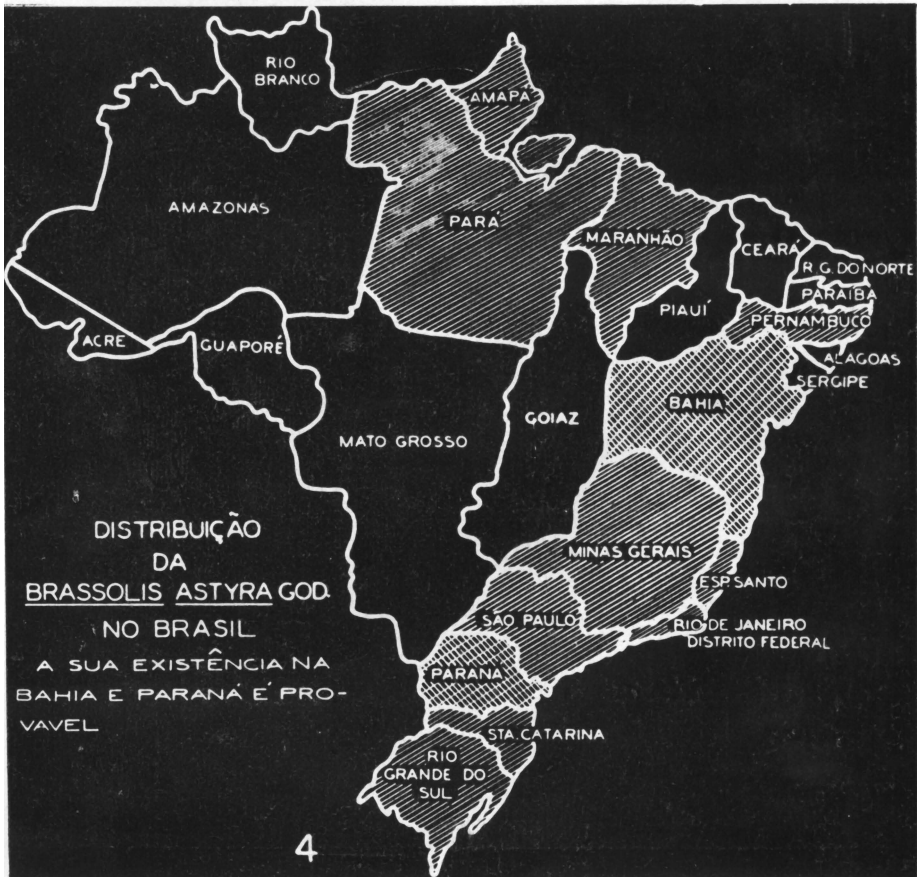 RIO
BRANCO
AMAPÁ
AMAZONAS
PARÁ
MARANHÃO
CEARÁ
R.G. DO NORTE
PARAÍBA
PIAUÍ
PERNAMBUCO
ACRE
GUAPORÉ
ALAGOAS
SERGIPE
BAHIA
GOIAZ
MATO GROSSO
DISTRIBUIÇÃO
DA
BRASSOLIS ASTYRA GOD.
NO BRASIL
A SUA EXISTÊNCIA NA
BAHIA E PARANÁ É PRO-
VAVEL
MINAS GERAIS
ESP. SANTO
SÃO PAULO
RIO DE JANEIRO
DISTRITO FEDERAL
PARANA
STA. CATARINA
RIO
GRANDE DO
SUL
4